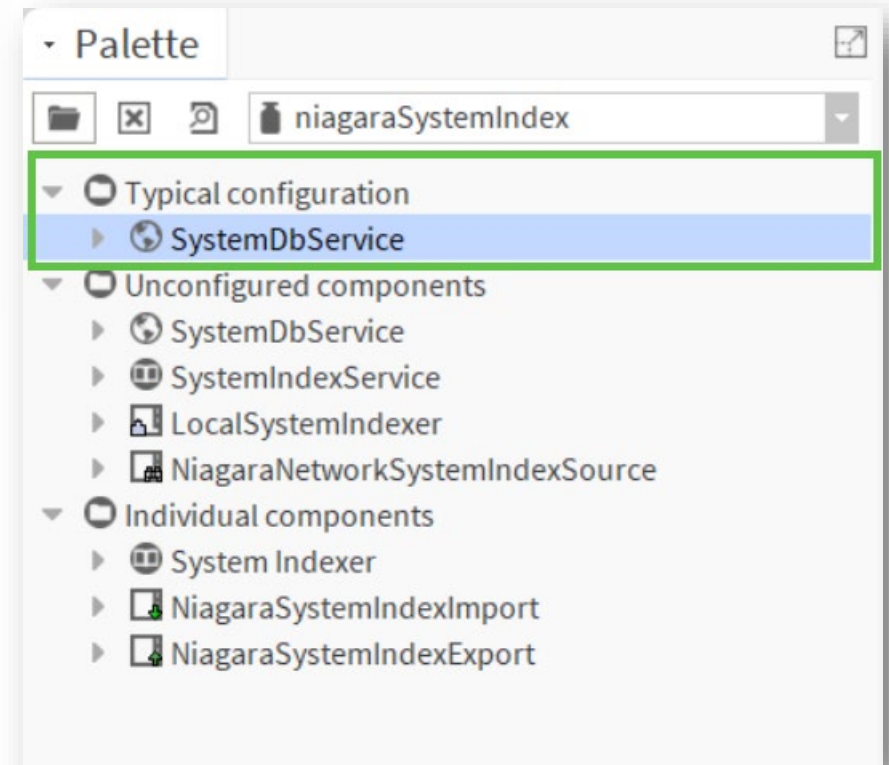 Palette
niagaraSystemIndex
Typical configuration
SystemDbService
Unconfigured components
SystemDbService
SystemIndexService
LocalSystemIndexer
NiagaraNetworkSystemIndexSource
Individual components
System Indexer
NiagaraSystemIndexImport
NiagaraSystemIndexExport